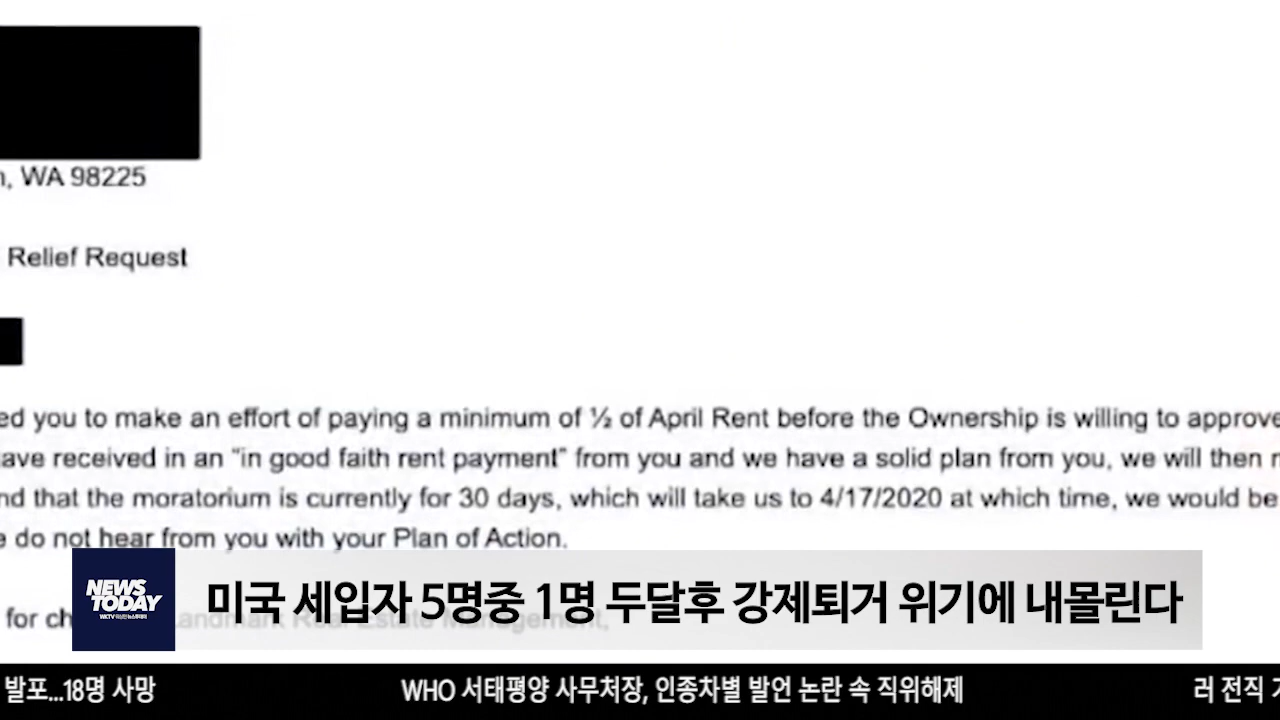 , WA 98225
Relief Request
ed you to make an effort of paying a minimum of ½ of April Rent before the Ownership is willing to approve
ave received in an "in good faith rent payment" from you and we have a solid plan from you, we will then
nd that the moratorium is currently for 30 days, which will take us to 4/17/2020 at which time, we would be
e do not hear from you with your Plan of Action.
for ch andmark Real Estate Management,
NEWS
TODAY
미국 세입자 5명중 1명 두달후 강제퇴거 위기에 내몰린다
발포...18명 사망 WHO 서태평양 사무처장, 인종차별 발언 논란 속 직위해제 러 전직